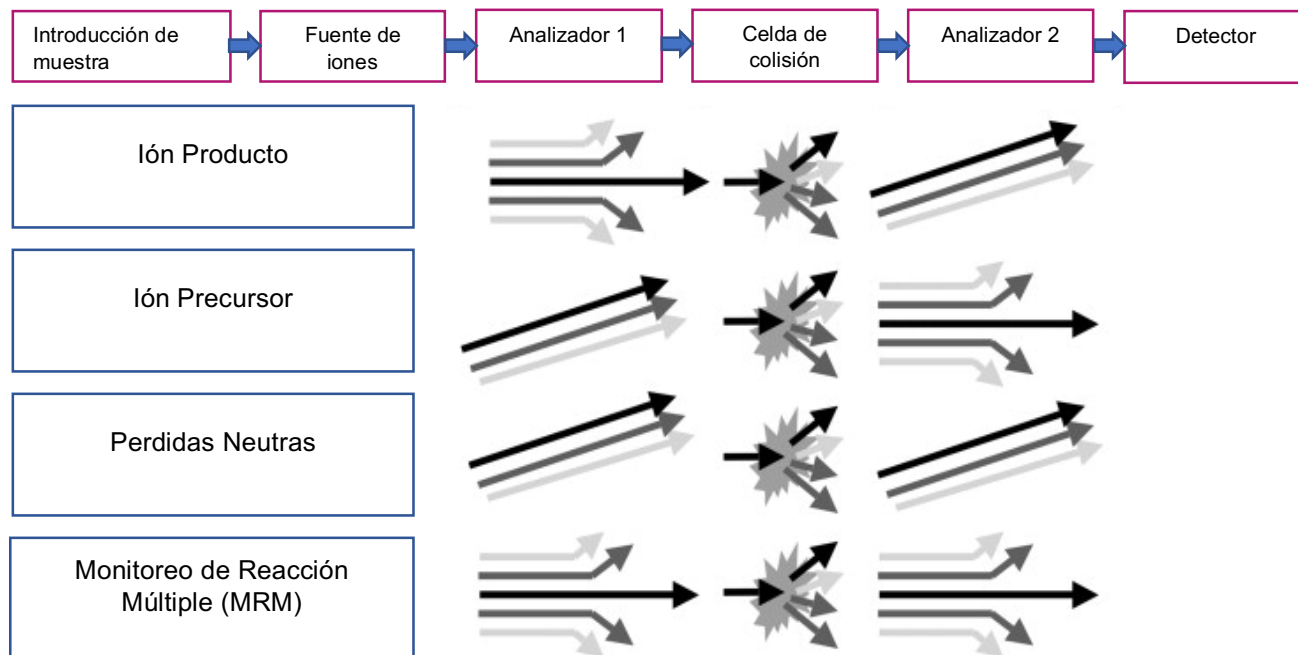 Introducción de
muestra
Fuente de
iones
Analizador 1
Celda de
colisión
Analizador 2
Detector
Ión Producto
Ión Precursor
Perdidas Neutras
Monitoreo de Reacción
Múltiple (MRM)